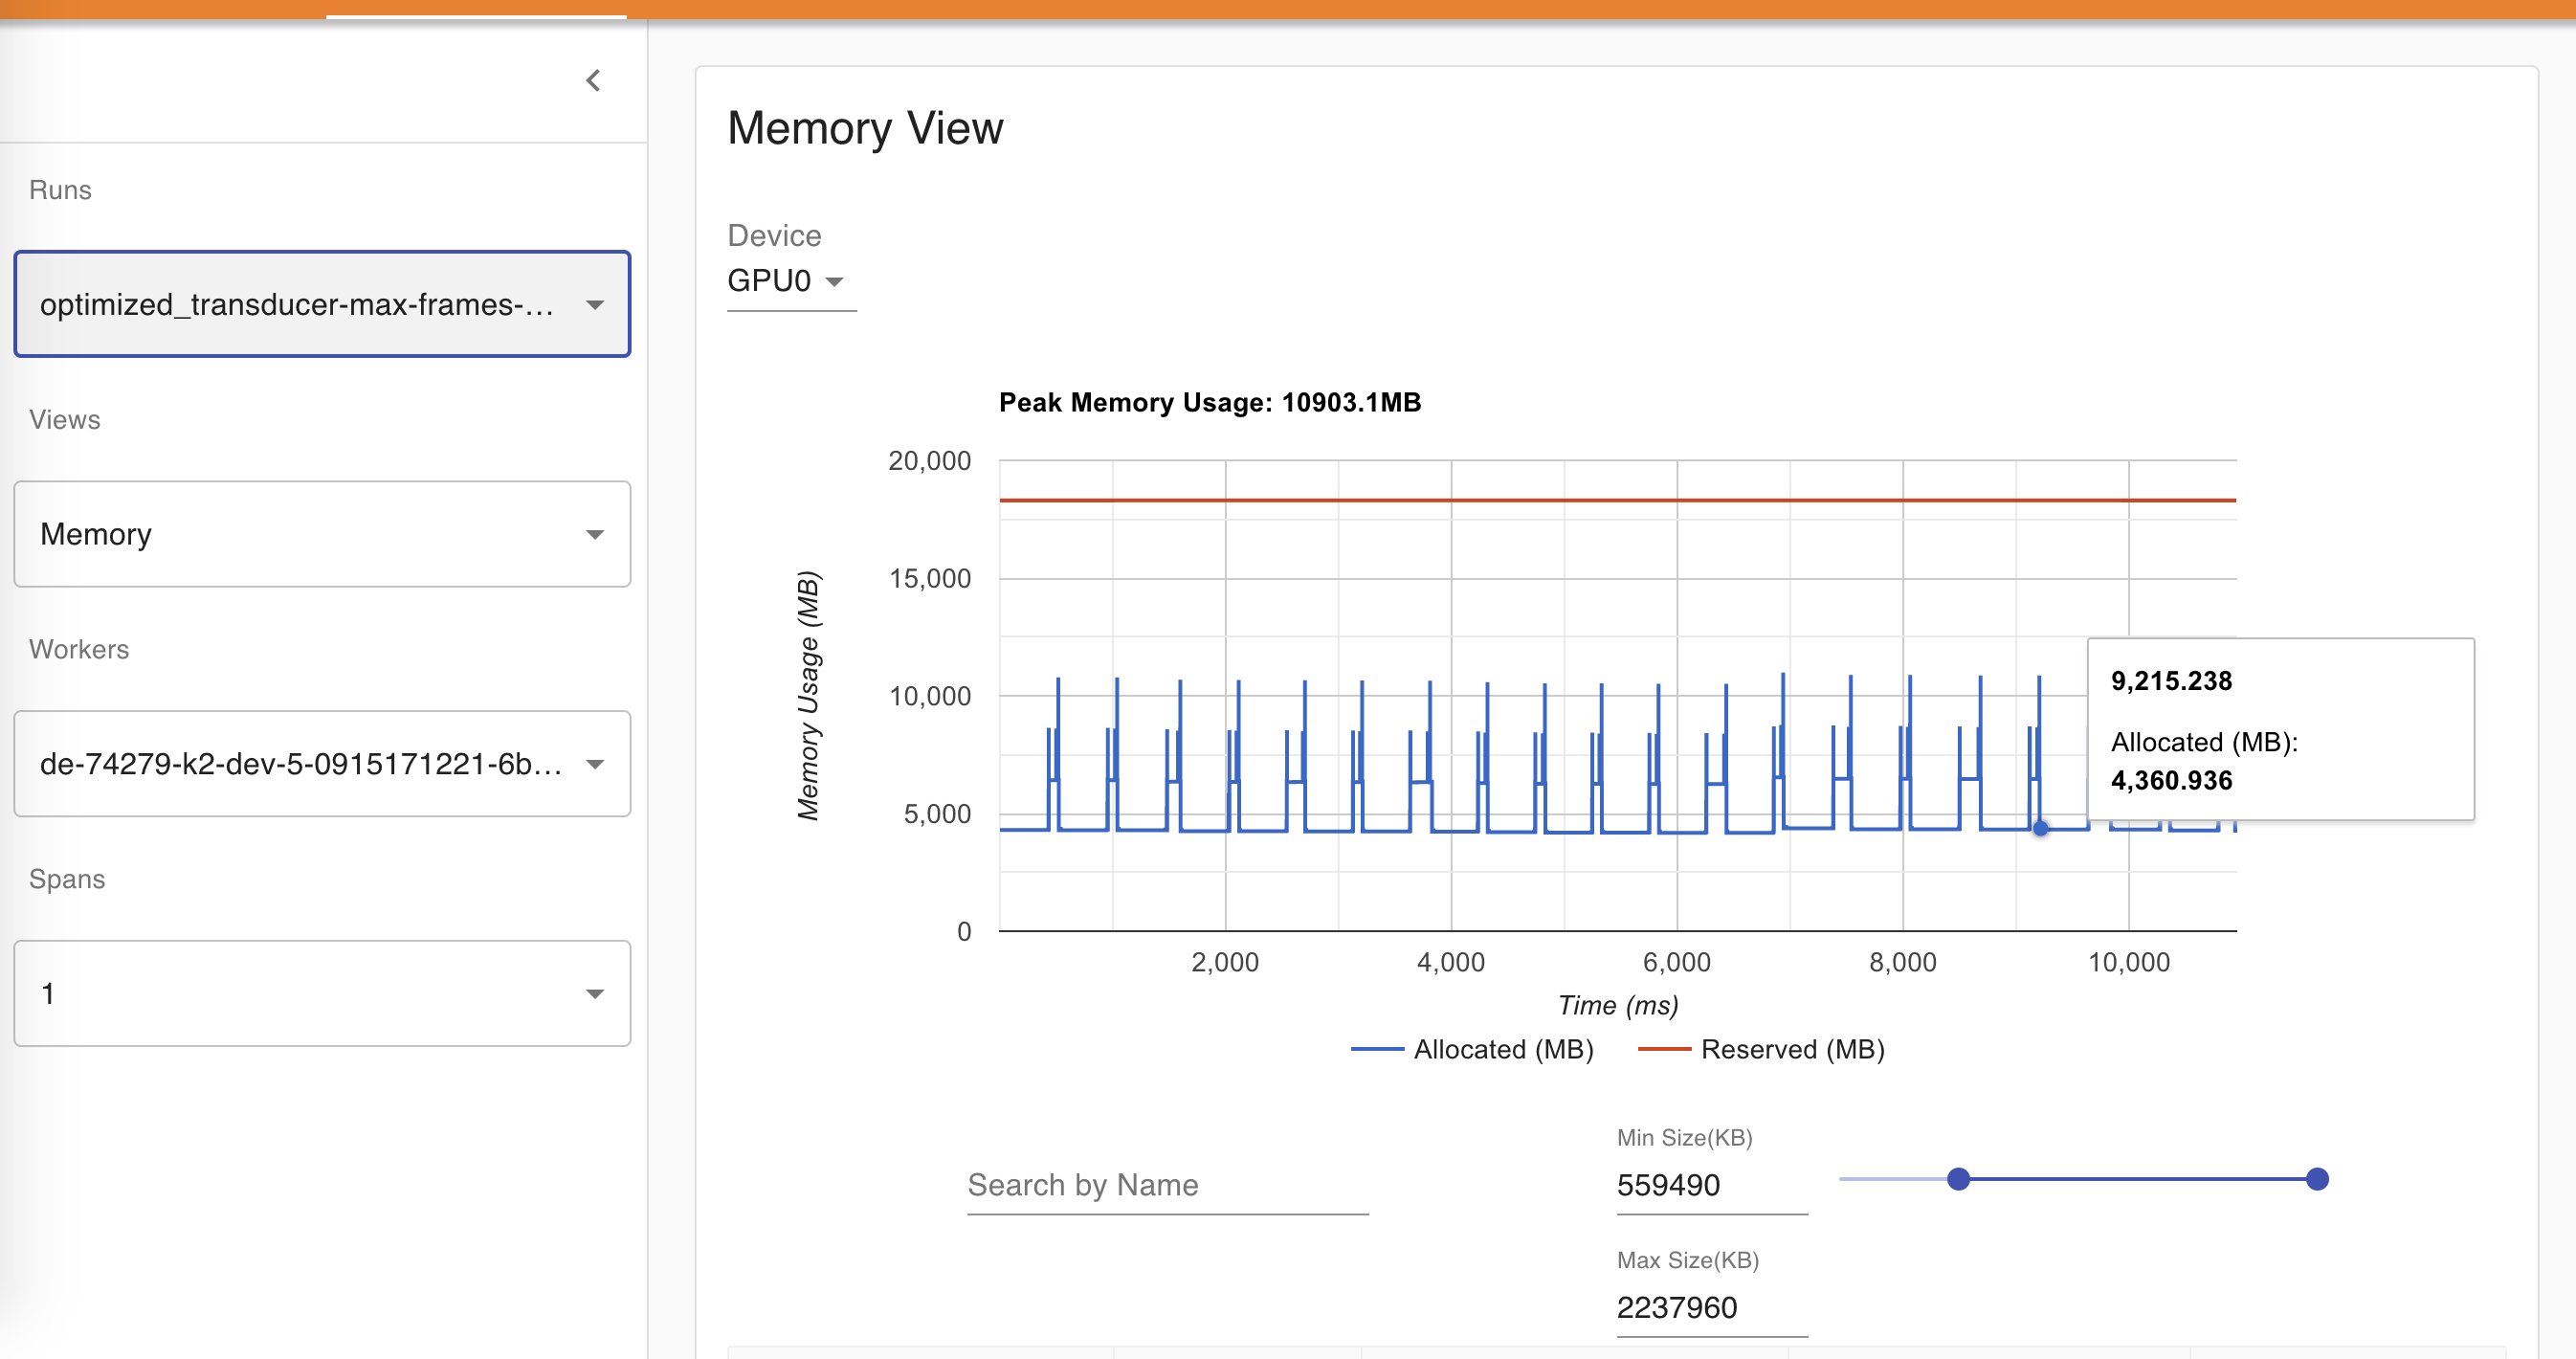 Runs
optimized_transducer-max-frames-...
Views
Memory
Workers
de-74279-k2-dev-5-0915171221-6b...
Spans
1
Memory View
Device
GPU0
Peak Memory Usage: 10903.1MB
Memory Usage (MB)
20,000
15,000
10,000
5,000
0
9,215.238
Allocated (MB):
4,360.936
2,000 4,000 6,000 8,000 10,000
Time (ms)
Allocated (MB) Reserved (MB)
Search by Name
Min Size(KB)
559490
Max Size(KB)
2237960